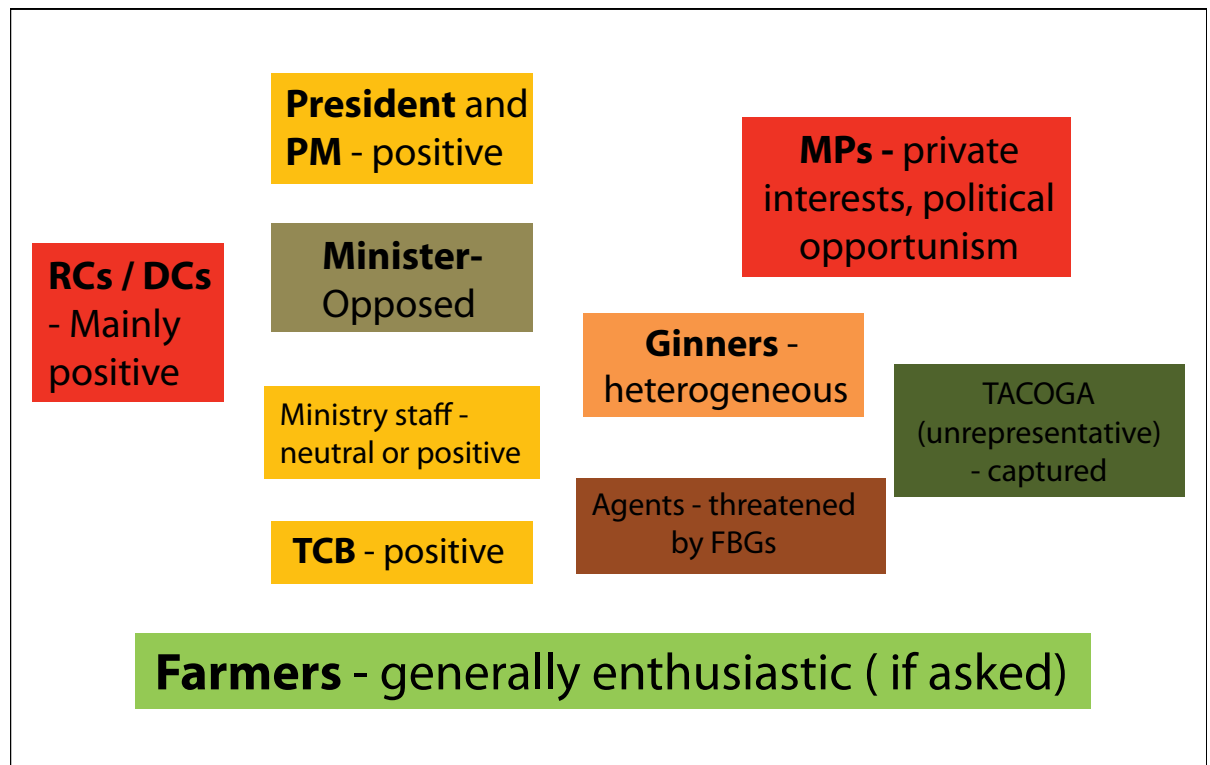 President and
PM - positive
MPs - private
interests, political
opportunism
RCs / DCs
- Mainly
positive
Minister-
Opposed
Ginners -
heterogeneous
TACOGA
(unrepresentative)
- captured
Ministry staff -
neutral or positive
Agents - threatened
by FBGs
TCB - positive
Farmers - generally enthusiastic ( if asked)